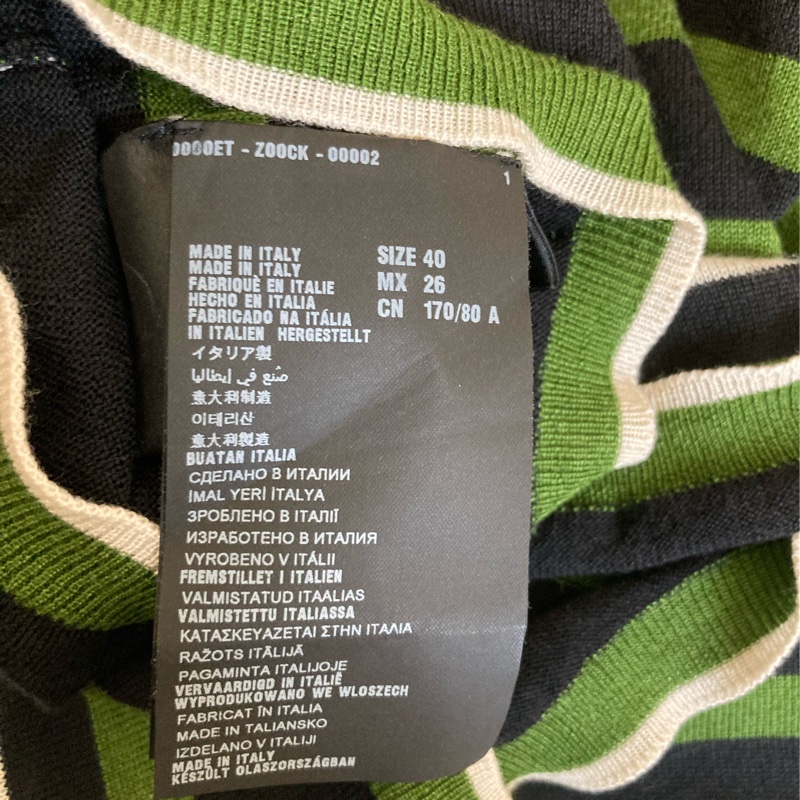 0000ET - Z00CK - 00002
1
MADE IN ITALY
MADE IN ITALY
FABRIQUÈ EN ITALIE
HECHO EN ITALIA
FABRICADO NA ITÁLIA
IN ITALIEN HERGESTELLT
イタリア製
صُنع في إيطاليا
意大利制造
이테리산
意大利製造
BUATAN ITALIA
СДЕЛАНО В ИТАЛИИ
İMAL YERİ İTALYA
ЗРОБЛЕНО В ІТАЛІЇ
ИЗРАБОТЕНО В ИТАЛИЯ
VYROBENO V ITÁLII
FREMSTILLET I ITALIEN
VALMISTATUD ITAALIAS
VALMISTETTU ITALIASSA
ΚΑΤΑΣΚΕΥΑΖΕΤΑΙ ΣΤΗΝ ΙΤΑΛΙΑ
RAŽOTS ITĀLIJĀ
PAGAMINTA ITALIJOJE
VERVAARDIGD IN ITALIË
WYPRODUKOWANO WE WLOSZECH
FABRICAT ÎN ITALIA
MADE IN TALIANSKO
IZDELANO V ITALIJI
MADE IN ITALY
KÉSZÜLT OLASZORSZÁGBAN
SIZE 40
MX 26
CN 170/80 A